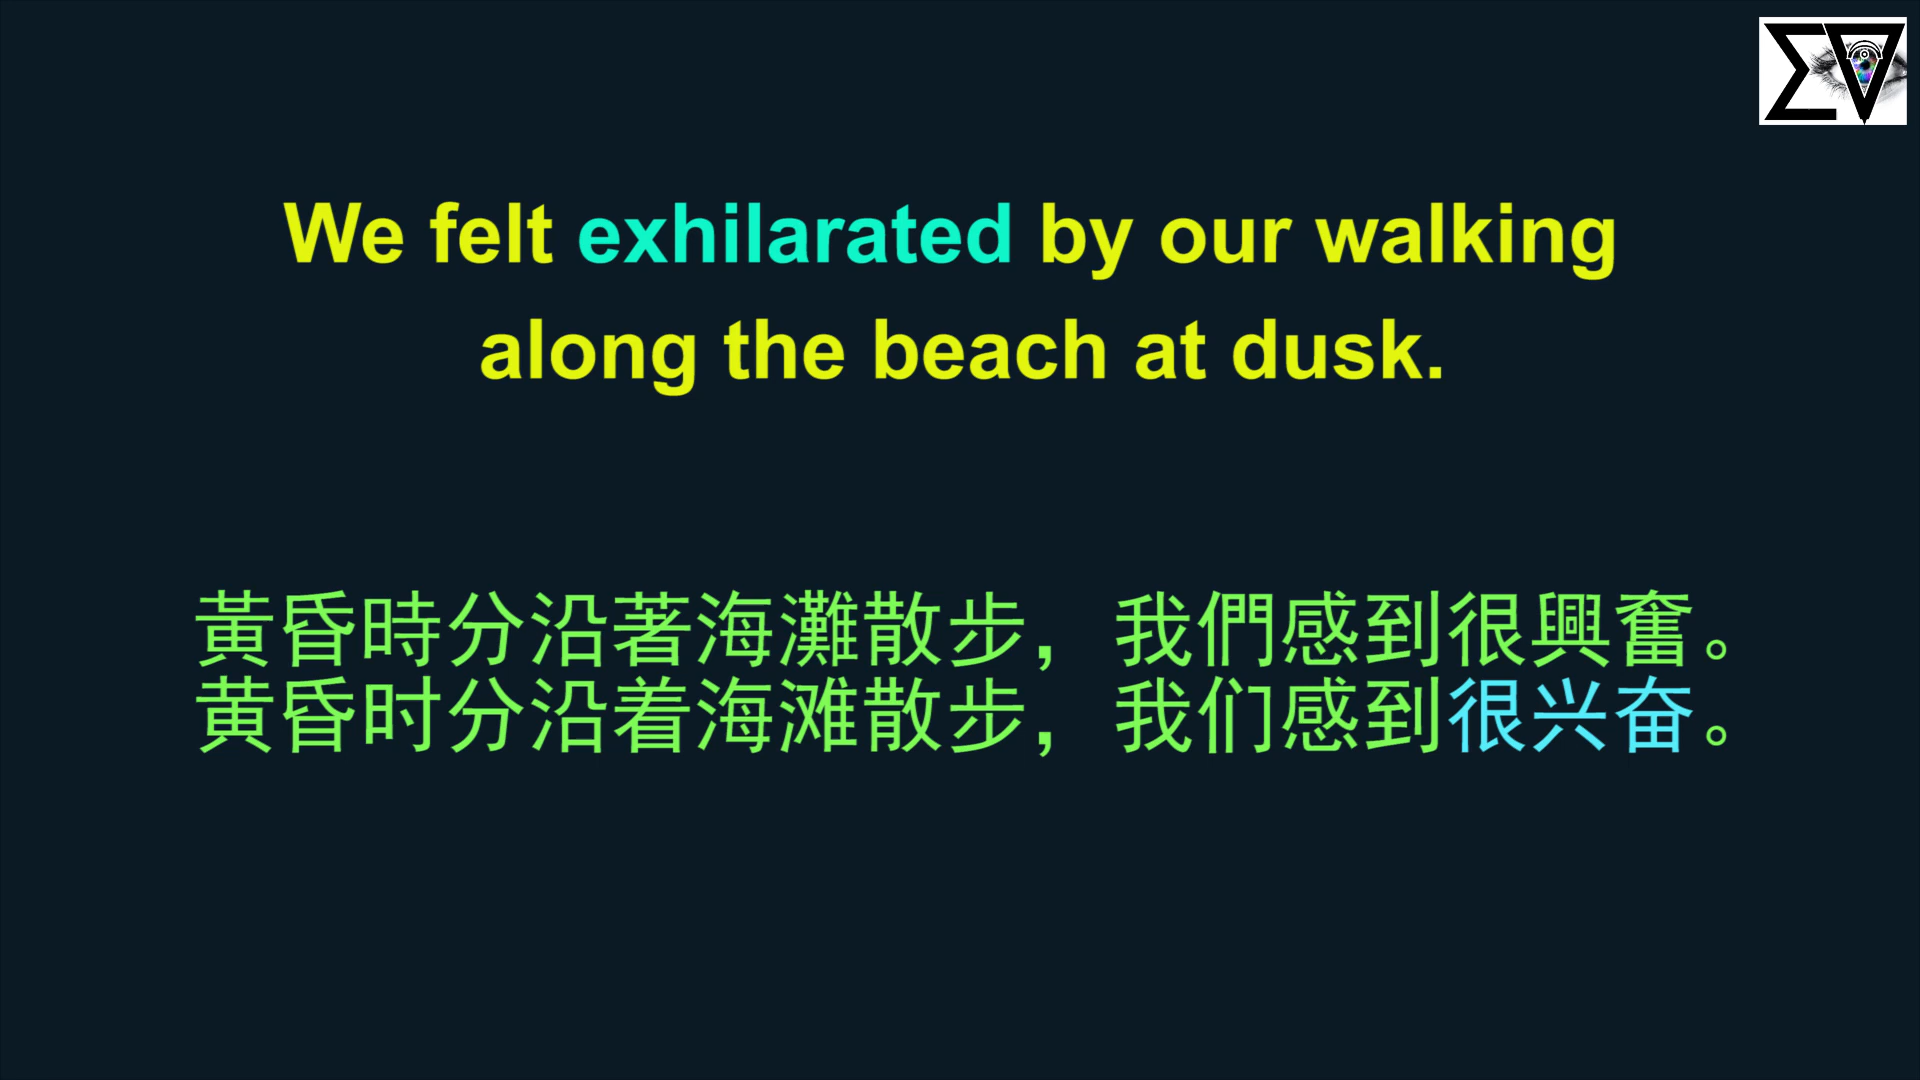 We felt exhilarated by our walking
along the beach at dusk.
黃昏時分沿著海灘散步，我們感到很興奮。
黄昏时分沿着海滩散步，我们感到很兴奋。